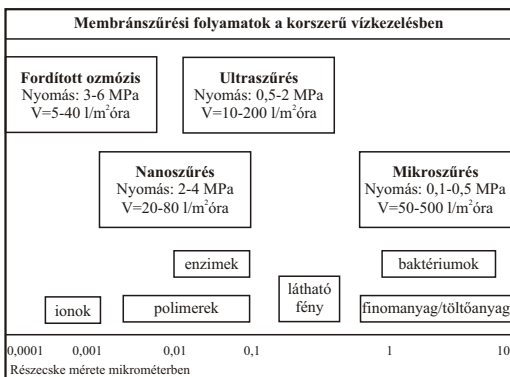 Membránszűrési folyamatok a korszerű vízkezelésben
Fordított ozmózis
Nyomás: 3-6 MPa
V=5-40 l/m²óra
Ultraszűrés
Nyomás: 0,5-2 MPa
V=10-200 l/m²óra
Nanoszűrés
Nyomás: 2-4 MPa
V=20-80 l/m²óra
Mikroszűrés
Nyomás: 0,1-0,5 MPa
V=50-500 l/m²óra
enzimek
baktériumok
ionok
polimerek
látható
fény
finomanyag/töltőanyag
0,0001 0,001 0,01 0,1 1 10
Részecske mérete mikrométerben